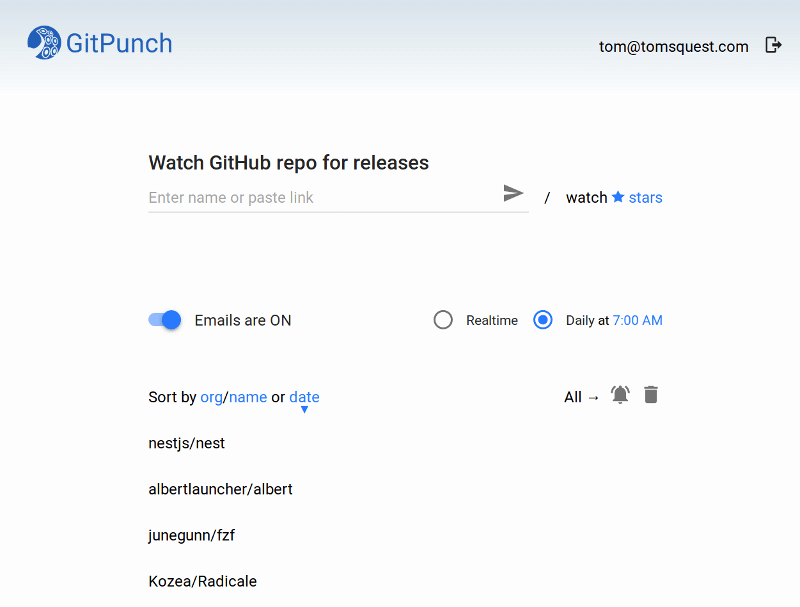 GitPunch
tom@tomsquest.com
Watch GitHub repo for releases
Enter name or paste link
/ watch ★ stars
Emails are ON
Realtime
Daily at 7:00 AM
Sort by org/name or date
All →
nestjs/nest
albertlauncher/albert
junegunn/fzf
Kozea/Radicale